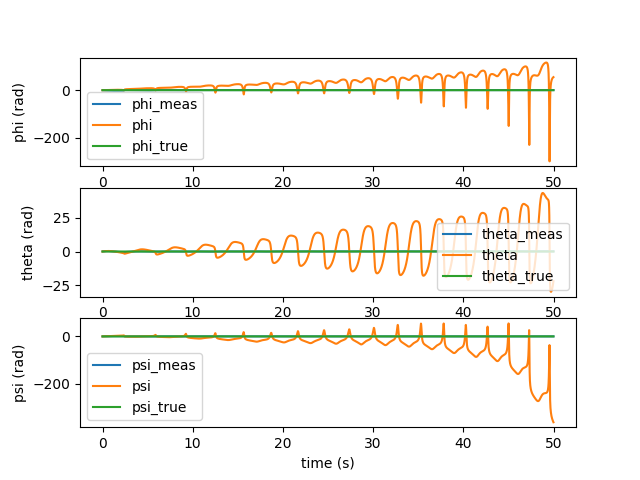 phi (rad)
0
−200
phi_meas
phi
phi_true
0 10 20 30 40 50
theta (rad)
25
0
−25
theta_meas
theta
theta_true
0 10 20 30 40 50
psi (rad)
0
−200
psi_meas
psi
psi_true
0 10 20 30 40 50
time (s)